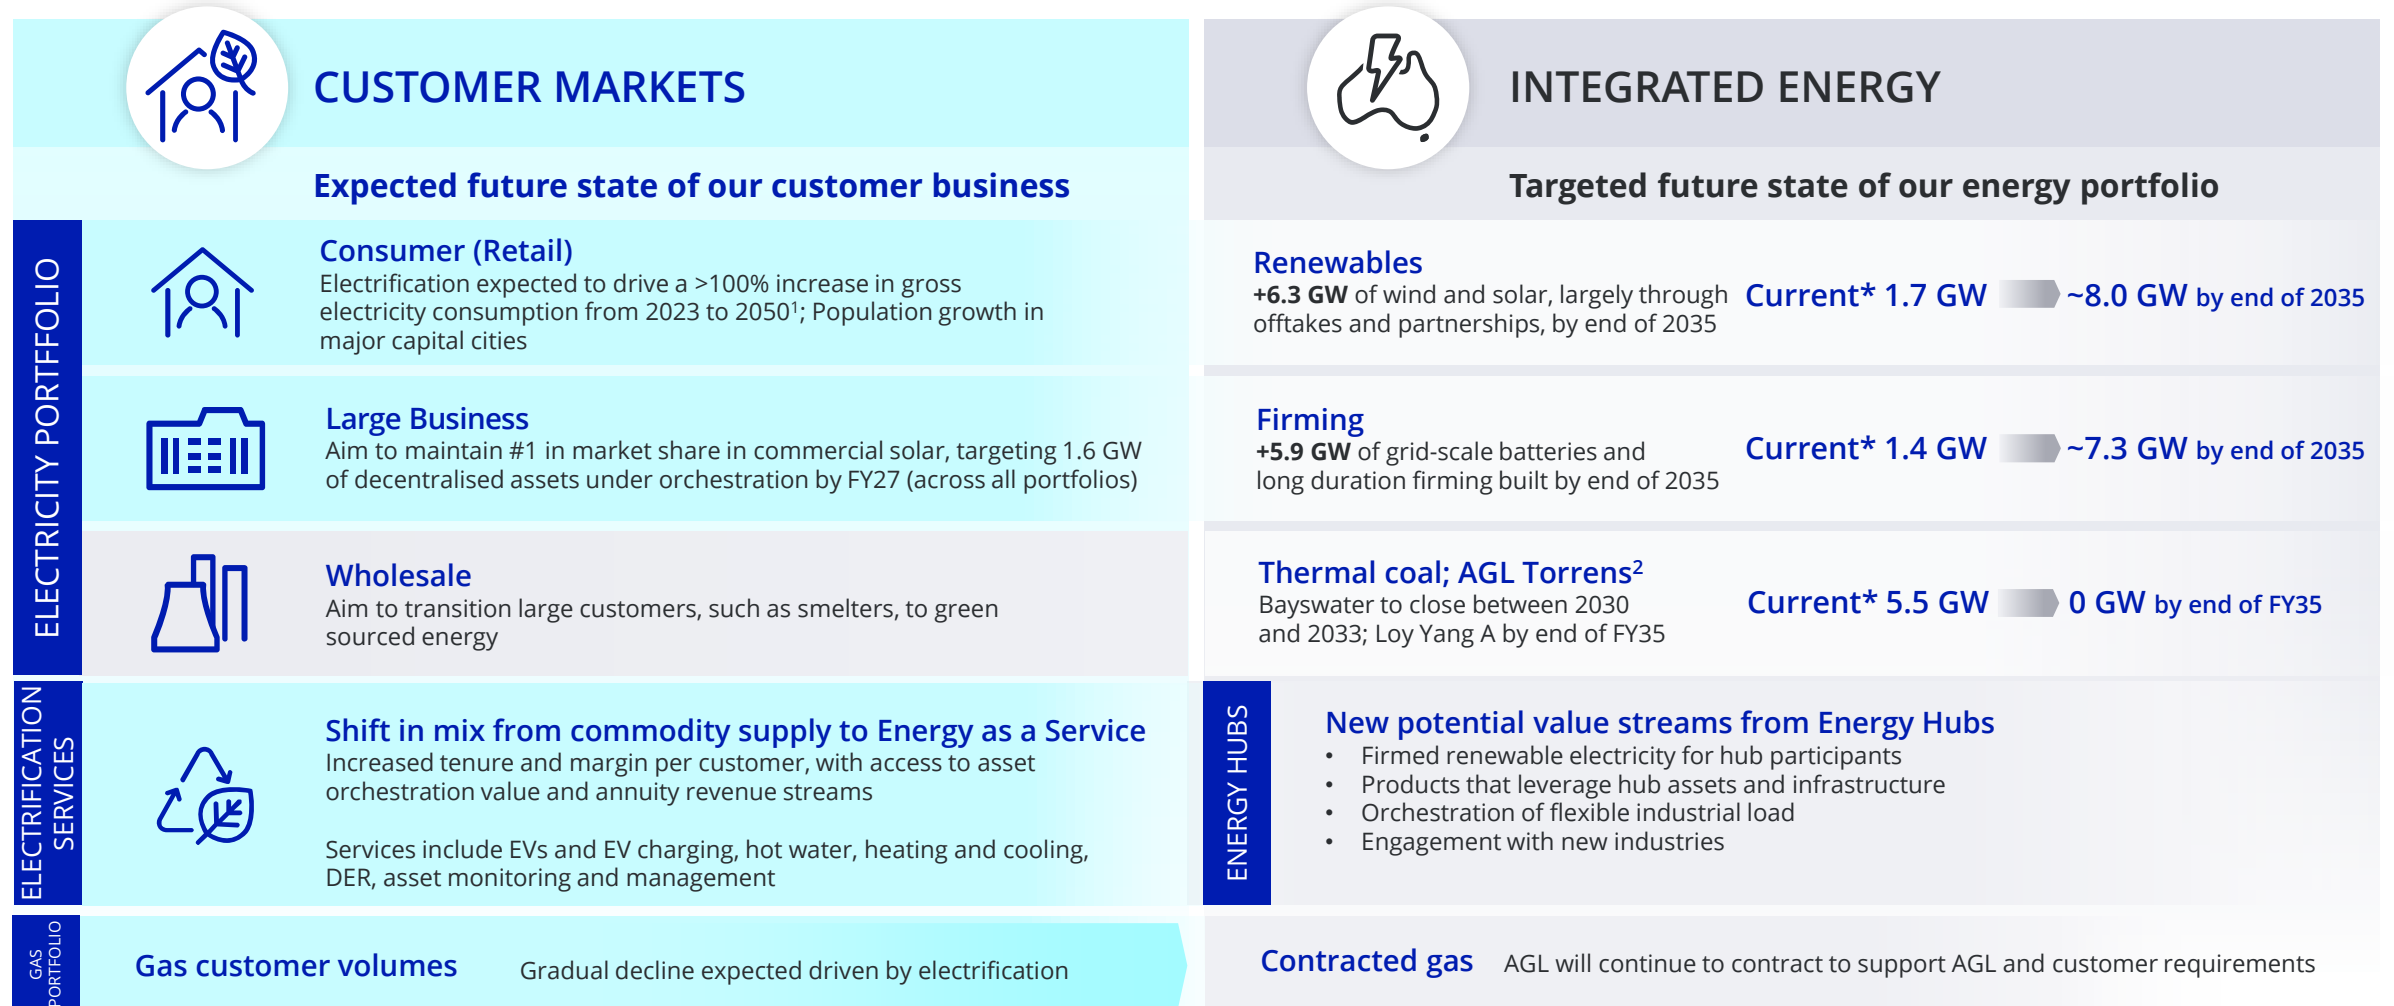 CUSTOMER MARKETS
Expected future state of our customer business
ELECTRICITY PORTFFOLIO
Consumer (Retail)
Electrification expected to drive a >100% increase in gross
electricity consumption from 2023 to 2050¹; Population growth in
major capital cities
Large Business
Aim to maintain #1 in market share in commercial solar, targeting 1.6 GW
of decentralised assets under orchestration by FY27 (across all portfolios)
Wholesale
Aim to transition large customers, such as smelters, to green
sourced energy
ELECTRIFICATION
SERVICES
Shift in mix from commodity supply to Energy as a Service
Increased tenure and margin per customer, with access to asset
orchestration value and annuity revenue streams
Services include EVs and EV charging, hot water, heating and cooling,
DER, asset monitoring and management
GAS
PORTFOLIO
Gas customer volumes
Gradual decline expected driven by electrification
INTEGRATED ENERGY
Targeted future state of our energy portfolio
Renewables
+6.3 GW of wind and solar, largely through
offtakes and partnerships, by end of 2035
Current* 1.7 GW ~8.0 GW by end of 2035
Firming
+5.9 GW of grid-scale batteries and
long duration firming built by end of 2035
Current* 1.4 GW ~7.3 GW by end of 2035
Thermal coal; AGL Torrens²
Bayswater to close between 2030
and 2033; Loy Yang A by end of FY35
Current* 5.5 GW 0 GW by end of FY35
ENERGY HUBS
New potential value streams from Energy Hubs
• Firmed renewable electricity for hub participants
• Products that leverage hub assets and infrastructure
• Orchestration of flexible industrial load
• Engagement with new industries
Contracted gas
AGL will continue to contract to support AGL and customer requirements